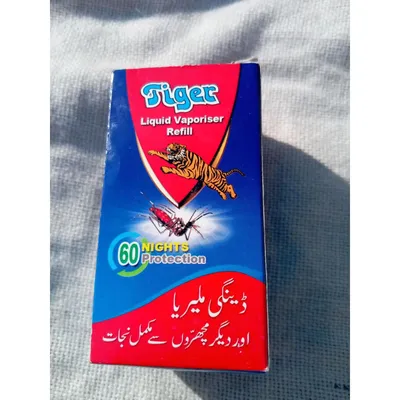 Tiger
Liquid Vaporiser
Refill
60 NIGHTS
Protection
ڈینگی ملیریا
اور دیگر مچھروں سے مکمل نجات